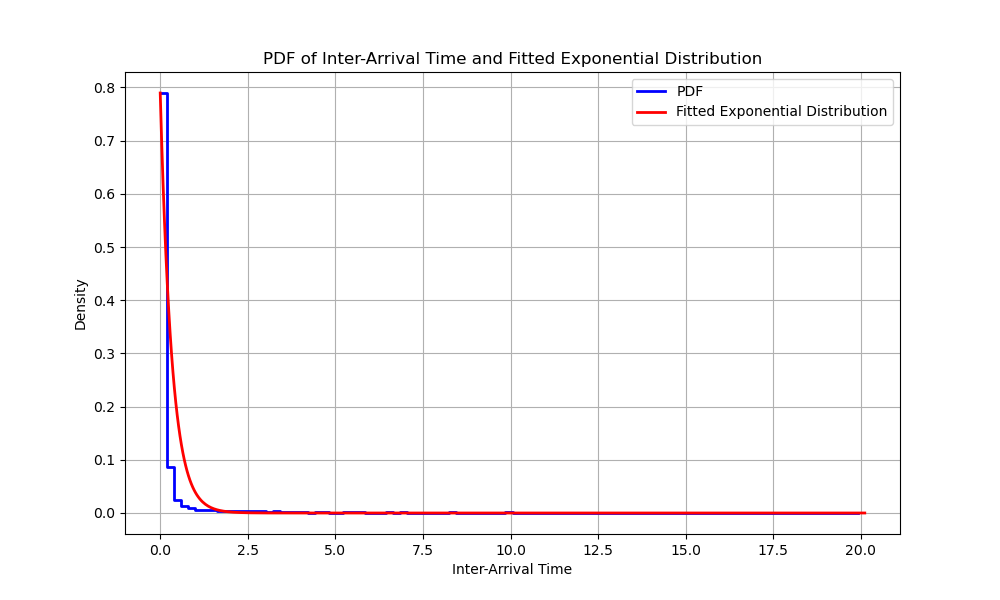 PDF of Inter-Arrival Time and Fitted Exponential Distribution
PDF
Fitted Exponential Distribution
0.8
0.7
0.6
0.5
0.4
0.3
0.2
0.1
0.0
Density
0.0 2.5 5.0 7.5 10.0 12.5 15.0 17.5 20.0
Inter-Arrival Time